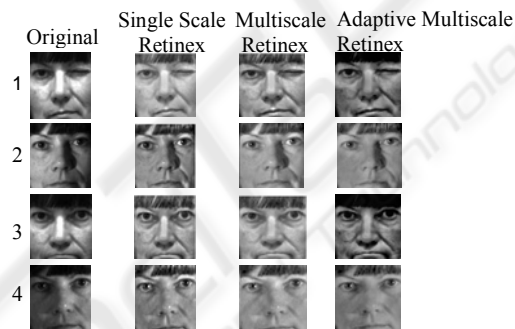 Original
Single Scale Retinex
Multiscale Retinex
Adaptive Multiscale Retinex
1
2
3
4